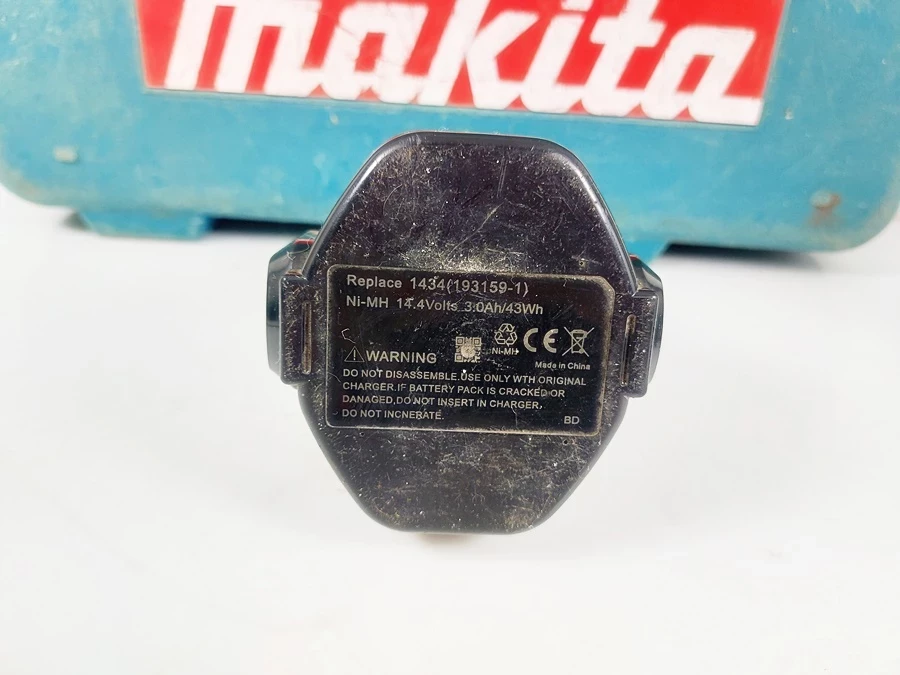 makita
Replace 1434(193159-1)
Ni-MH 14.4Volts 3.0Ah/43Wh
WARNING
Ni-MH
CE
Made in China
DO NOT DISASSEMBLE.USE ONLY WTH ORIGINAL
CHARGER.IF BATTERY PACK IS CRACKED OR
DAMAGED,DO NOT INSERT IN CHARGER,
DO NOT INCNERATE.
BD